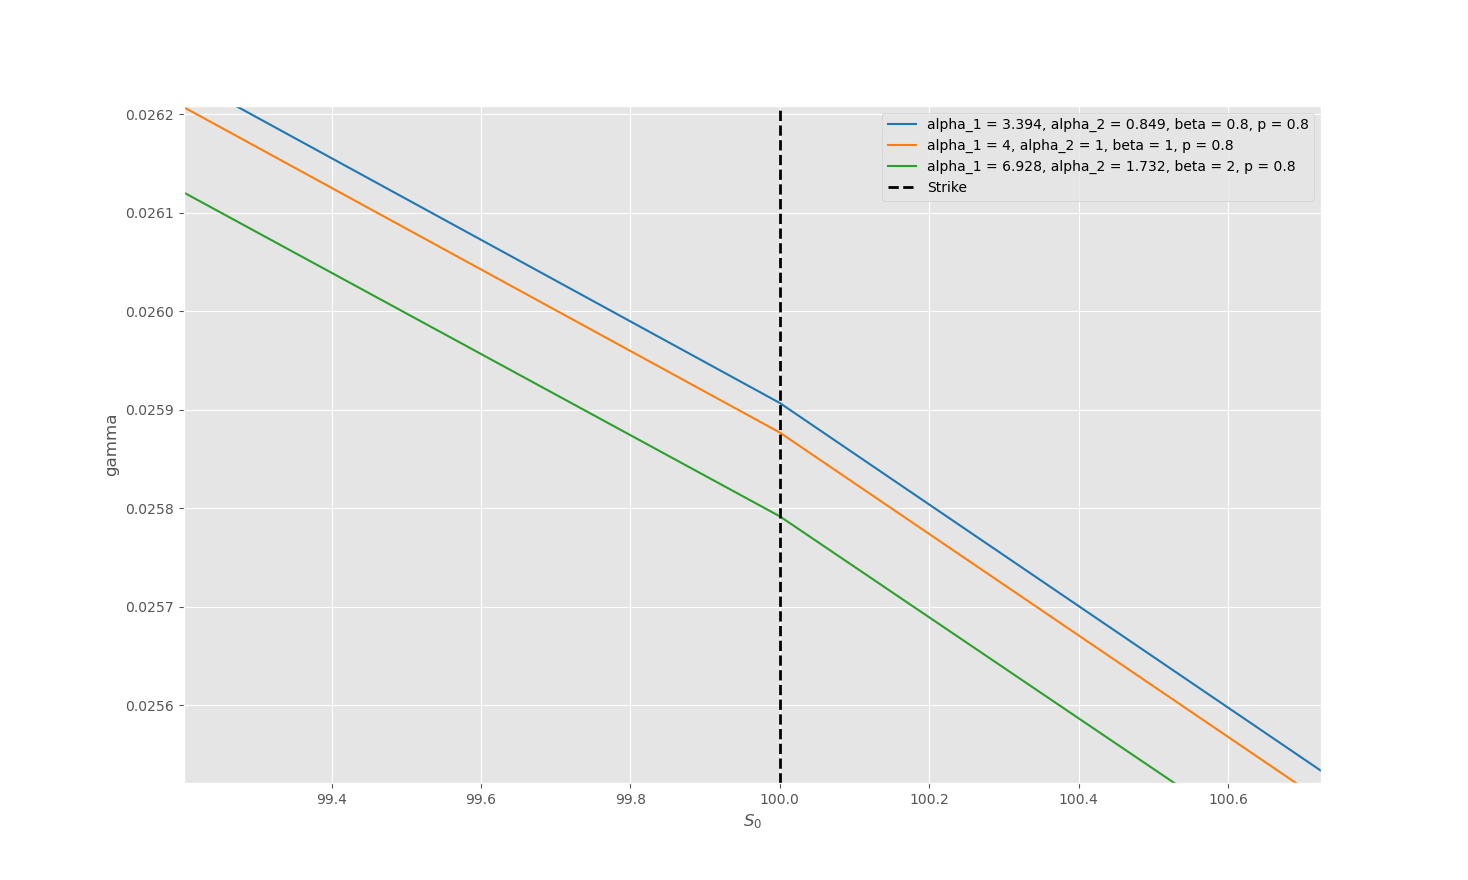 0.0262
0.0261
0.0260
0.0259
0.0258
0.0257
0.0256
gamma
alpha_1 = 3.394, alpha_2 = 0.849, beta = 0.8, p = 0.8
alpha_1 = 4, alpha_2 = 1, beta = 1, p = 0.8
alpha_1 = 6.928, alpha_2 = 1.732, beta = 2, p = 0.8
Strike
99.4 99.6 99.8 100.0 100.2 100.4 100.6
S₀